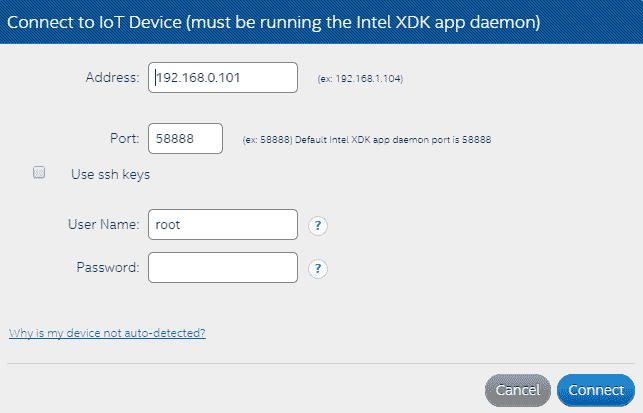 Connect to IoT Device (must be running the Intel XDK app daemon)
Address: 192.168.0.101 (ex: 192.168.1.104)
Port: 58888 (ex: 58888) Default Intel XDK app daemon port is 58888
Use ssh keys
User Name: root ?
Password: ?
Why is my device not auto-detected?
Cancel Connect